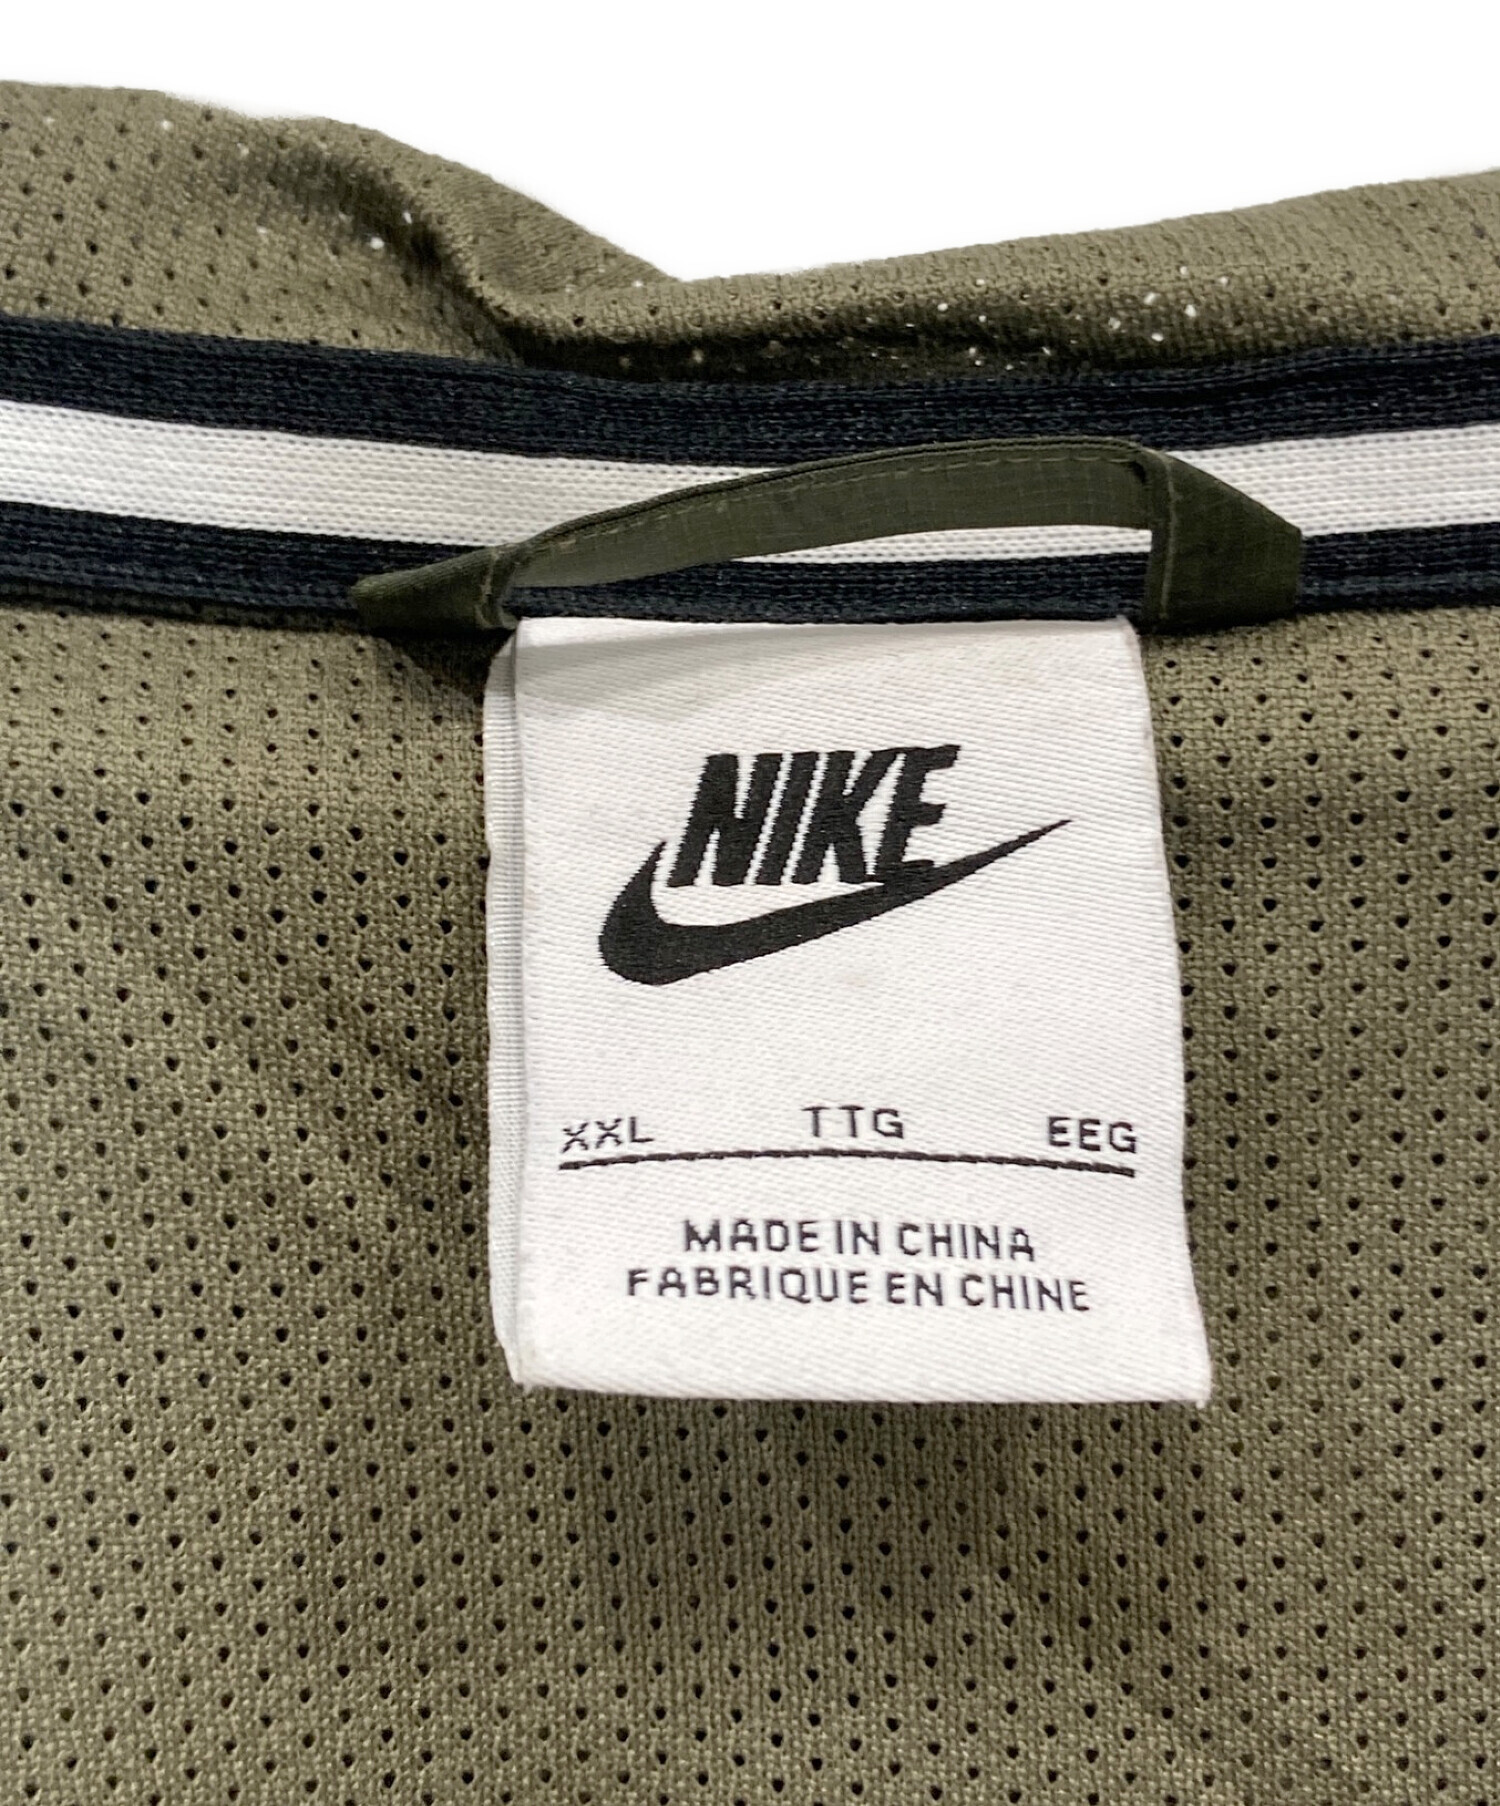 NIKE
XXL TTG EEG
MADE IN CHINA
FABRIQUE EN CHINE